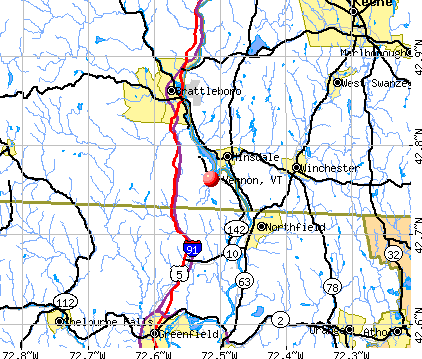 Keene
Marlborough
42.9°N
West Swanzey
Brattleboro
42.8°N
Hinsdale
Winchester
Vernon, VT
142
Northfield
42.7°N
91
10
32
5
63
78
112
2
Shelburne Falls
Greenfield
Orange
Athol
42.6°N
72.8°W
72.7°W
72.6°W
72.5°W
72.4°W
72.3°W